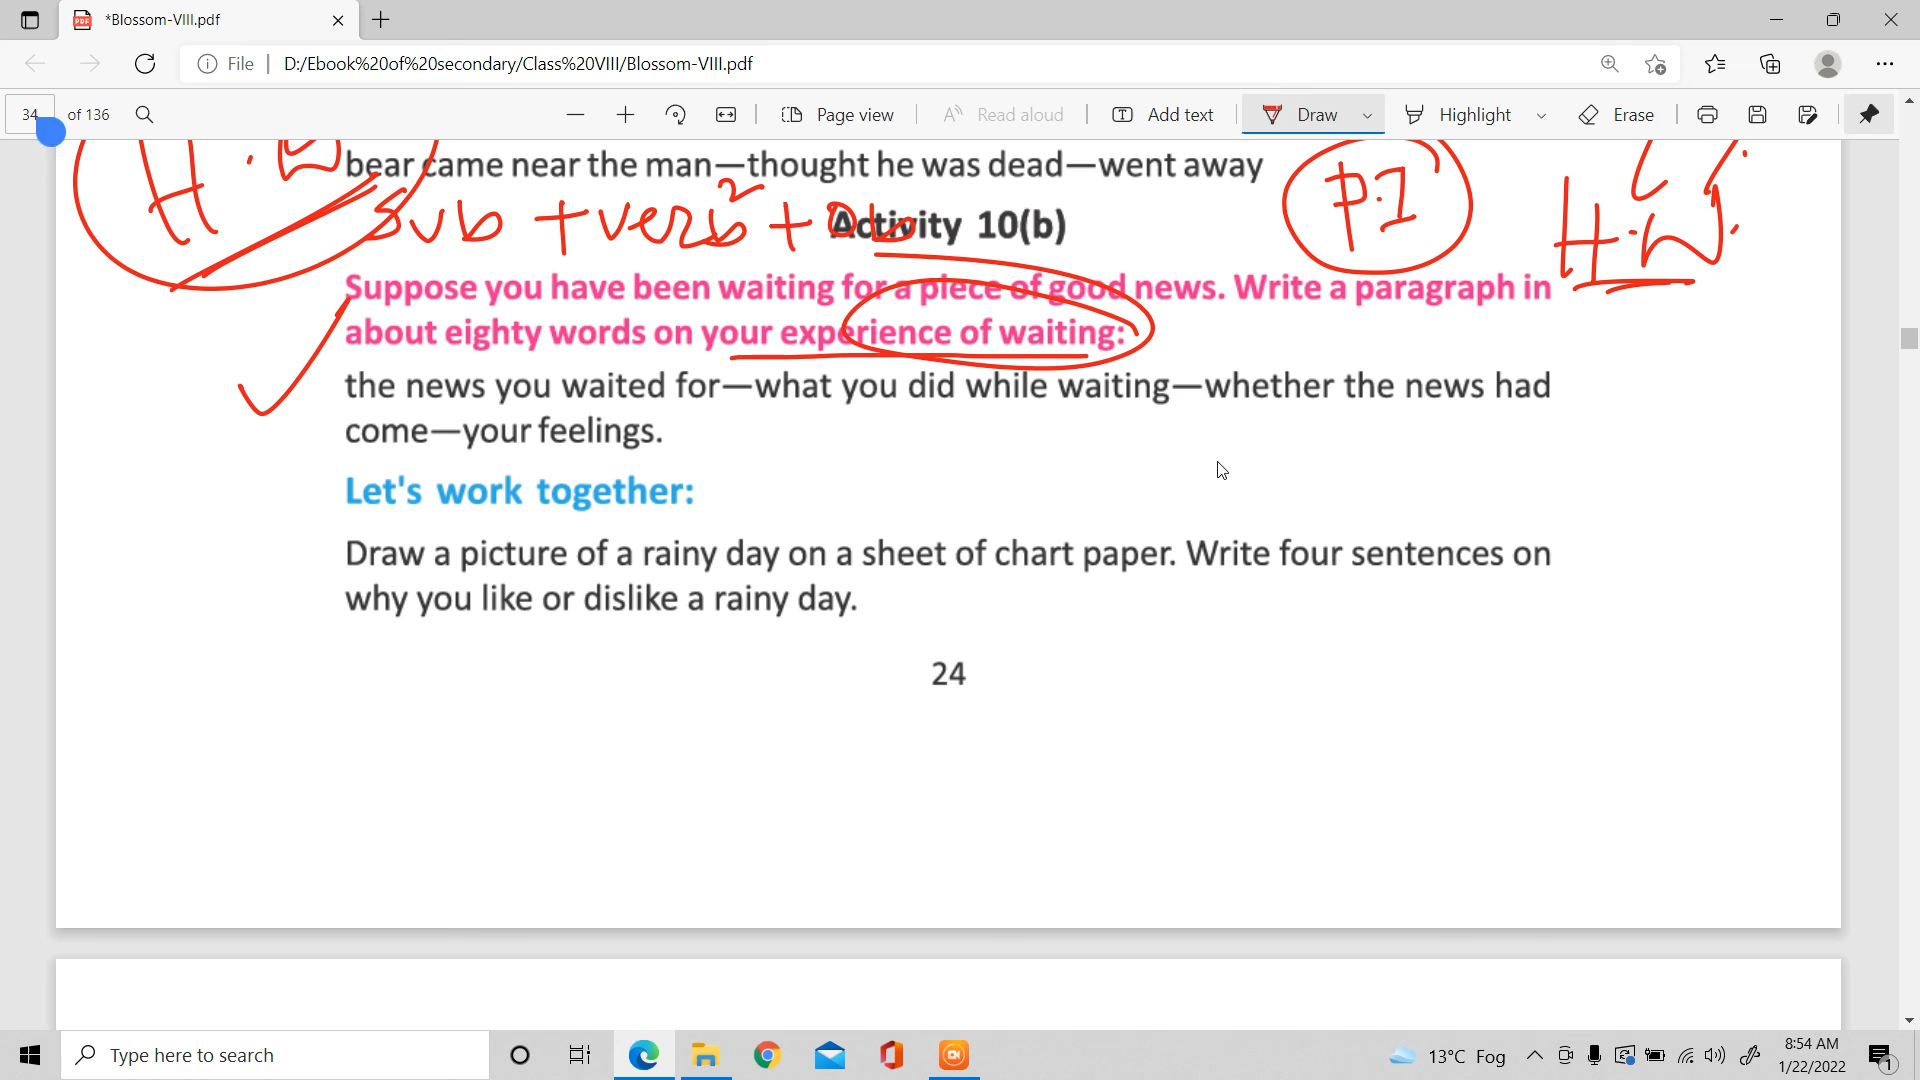 *Blossom-VIII.pdf
File D:/Ebook%20of%20secondary/Class%20VIII/Blossom-VIII.pdf
34 of 136 Page view Read aloud Add text Draw Highlight Erase
H.W
bear came near the man—thought he was dead—went away
P.I
H.W.
sub + verb² + ob
Activity 10(b)
Suppose you have been waiting for a piece of good news. Write a paragraph in
about eighty words on your experience of waiting:
the news you waited for—what you did while waiting—whether the news had
come—your feelings.
Let's work together:
Draw a picture of a rainy day on a sheet of chart paper. Write four sentences on
why you like or dislike a rainy day.
24
Type here to search
13°C Fog
8:54 AM
1/22/2022
1